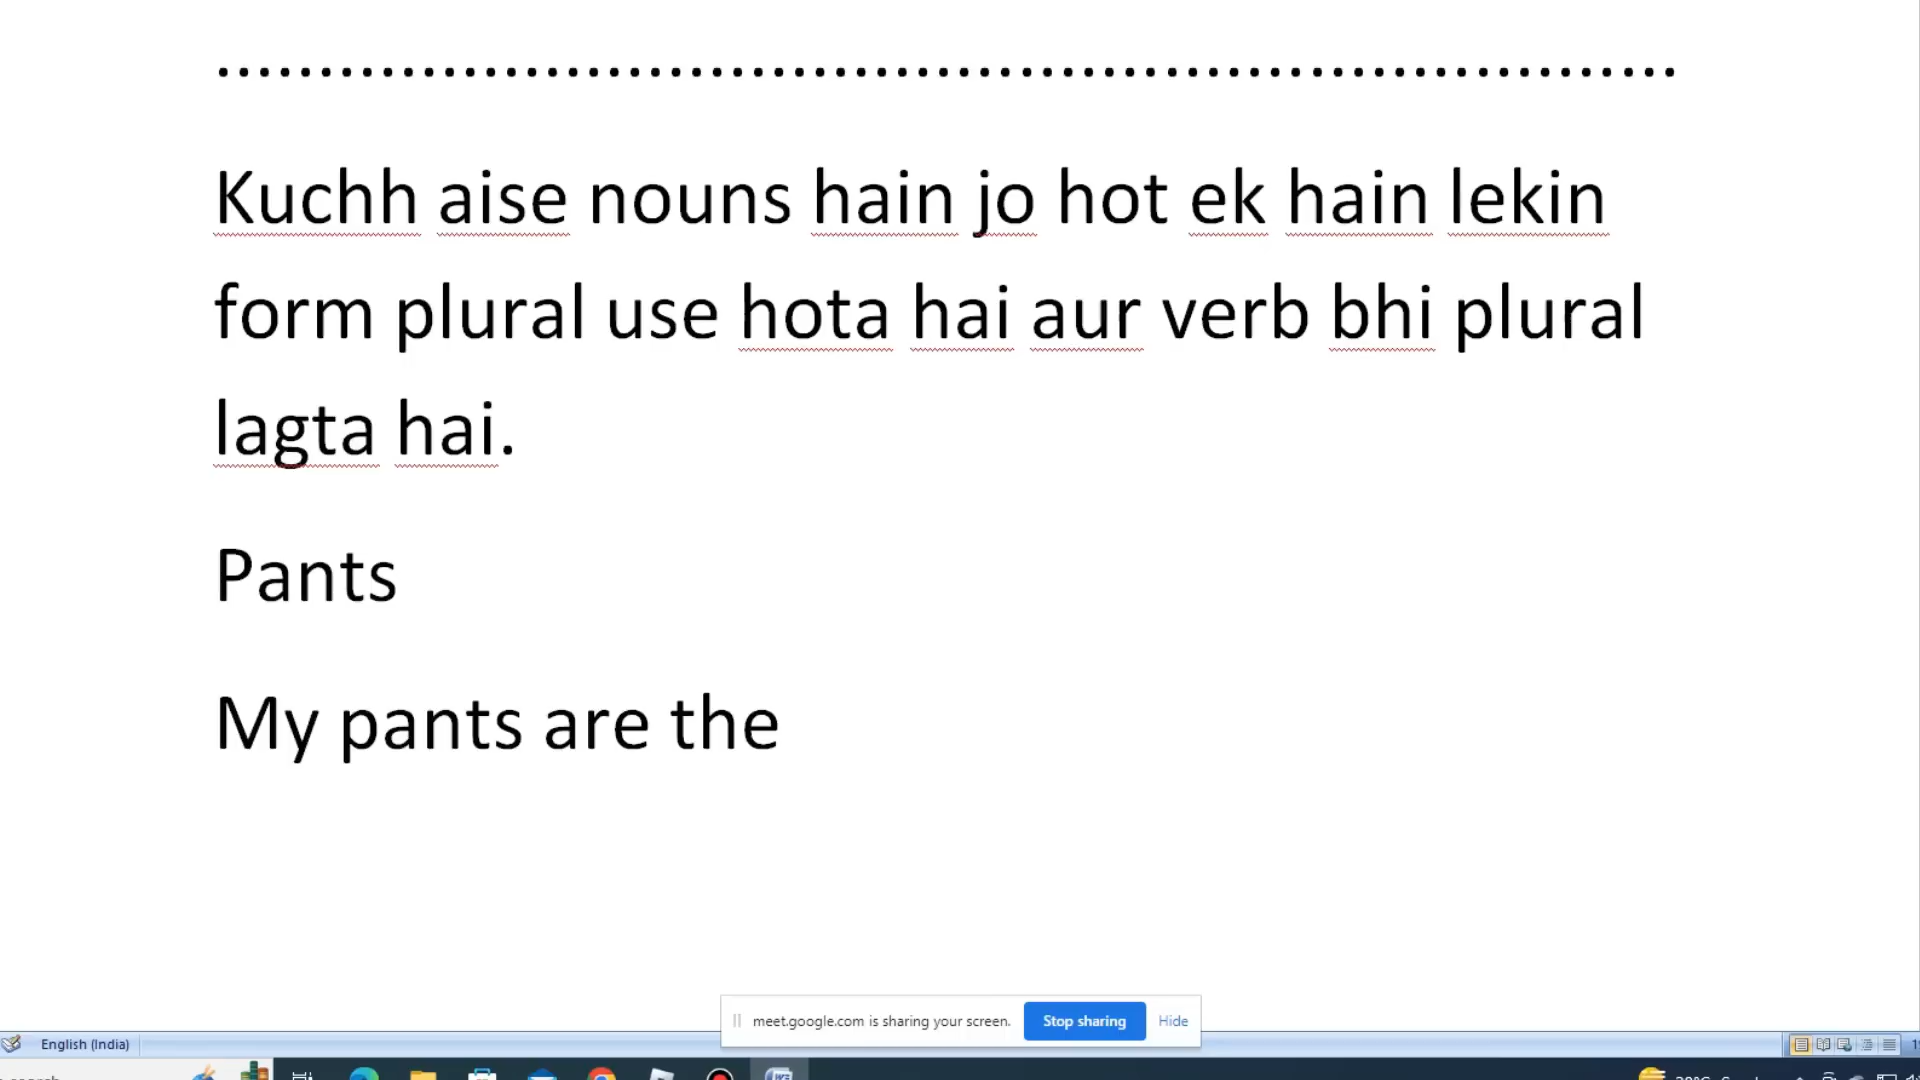 ........................................................................
Kuchh aise nouns hain jo hot ek hain lekin
form plural use hota hai aur verb bhi plural
lagta hai.
Pants
My pants are the
meet.google.com is sharing your screen. Stop sharing Hide
English (India)